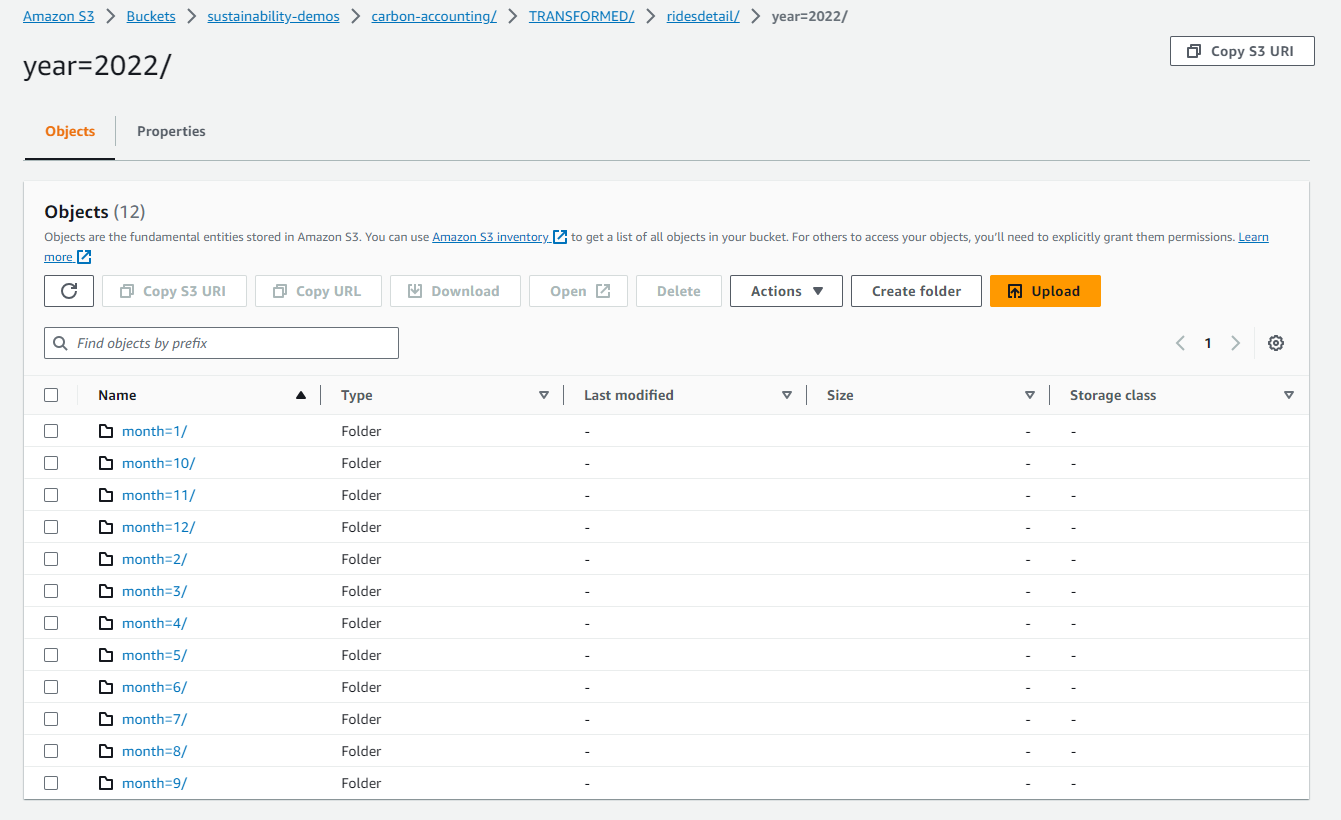 Amazon S3 > Buckets > sustainability-demos > carbon-accounting/ > TRANSFORMED/ > ridesdetail/ > year=2022/
year=2022/
Copy S3 URI
Objects Properties
Objects (12)
Objects are the fundamental entities stored in Amazon S3. You can use Amazon S3 inventory to get a list of all objects in your bucket. For others to access your objects, you'll need to explicitly grant them permissions. Learn
more
Copy S3 URI Copy URL Download Open Delete Actions Create folder Upload
Find objects by prefix
< 1 >
Name Type Last modified Size Storage class
month=1/ Folder - - -
month=10/ Folder - - -
month=11/ Folder - - -
month=12/ Folder - - -
month=2/ Folder - - -
month=3/ Folder - - -
month=4/ Folder - - -
month=5/ Folder - - -
month=6/ Folder - - -
month=7/ Folder - - -
month=8/ Folder - - -
month=9/ Folder - - -